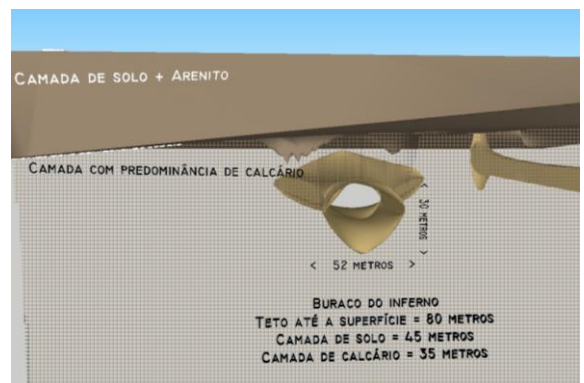 CAMADA DE SOLO + ARENITO
CAMADA COM PREDOMINÂNCIA DE CALCÁRIO
30 METROS
< 52 METROS >
BURACO DO INFERNO
TETO ATÉ A SUPERFÍCIE = 80 METROS
CAMADA DE SOLO = 45 METROS
CAMADA DE CALCÁRIO = 35 METROS